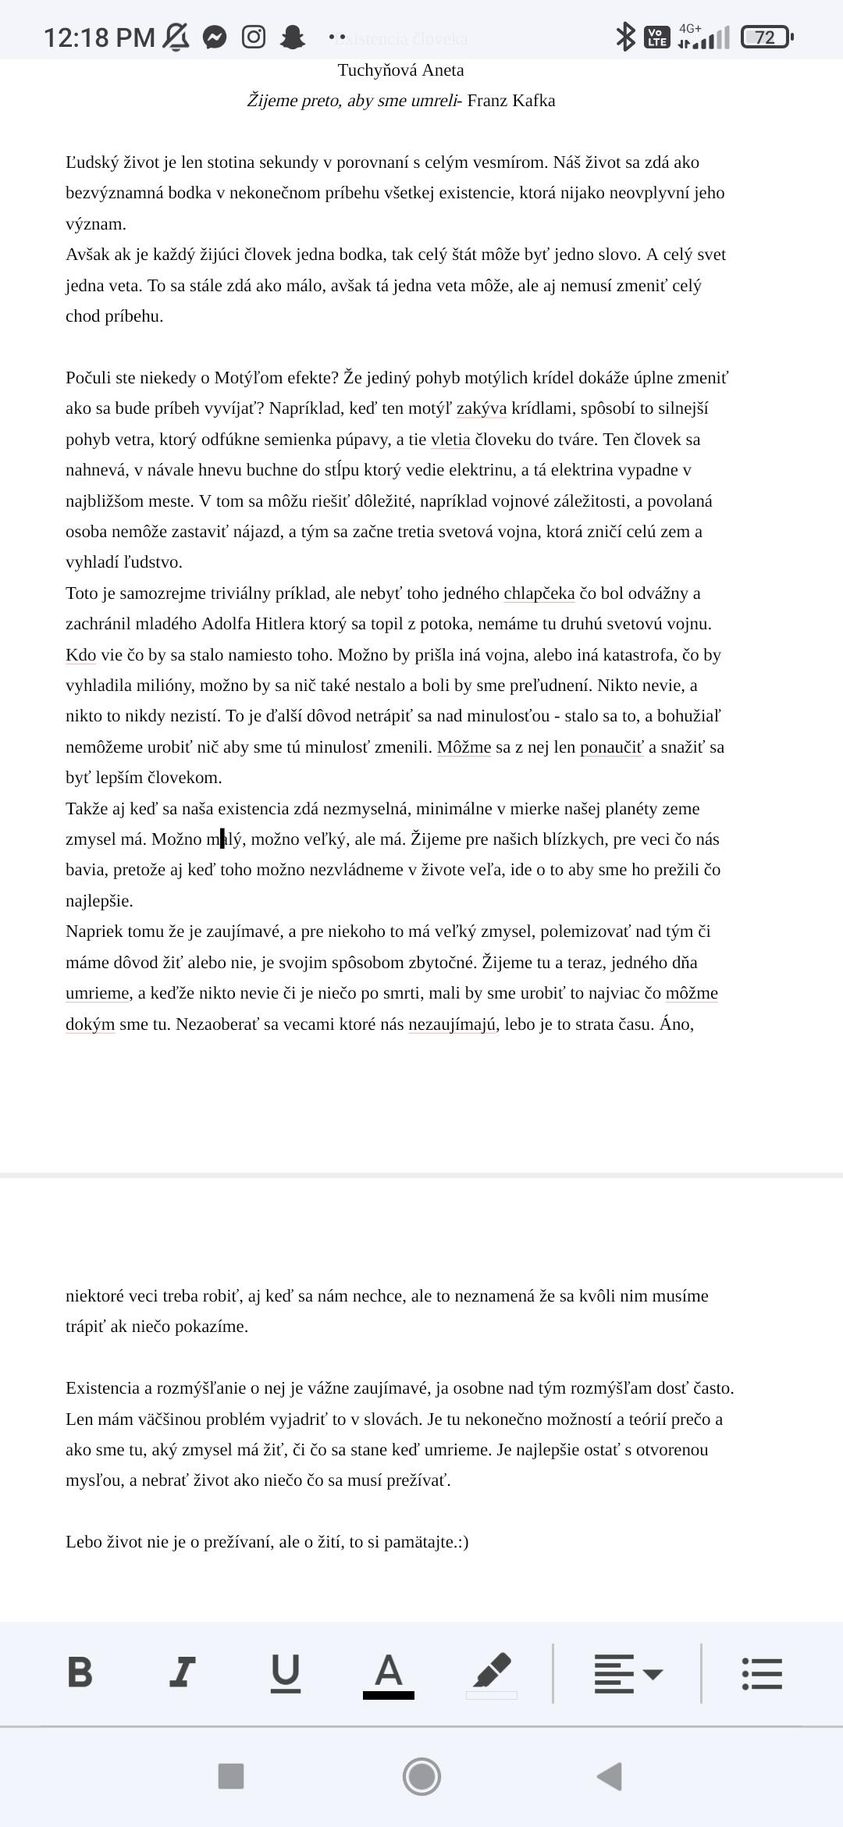 12:18 PM
Vo LTE
4G+
72
Existencia človeka
Tuchyňová Aneta
Žijeme preto, aby sme umreli- Franz Kafka
Ľudský život je len stotina sekundy v porovnaní s celým vesmírom. Náš život sa zdá ako
bezvýznamná bodka v nekonečnom príbehu všetkej existencie, ktorá nijako neovplyvní jeho
význam.
Avšak ak je každý žijúci človek jedna bodka, tak celý štát môže byť jedno slovo. A celý svet
jedna veta. To sa stále zdá ako málo, avšak tá jedna veta môže, ale aj nemusí zmeniť celý
chod príbehu.
Počuli ste niekedy o Motýľom efekte? Že jediný pohyb motýlich krídel dokáže úplne zmeniť
ako sa bude príbeh vyvíjať? Napríklad, keď ten motýľ zakýva krídlami, spôsobí to silnejší
pohyb vetra, ktorý odfúkne semienka púpavy, a tie vletia človeku do tváre. Ten človek sa
nahnevá, v návale hnevu buchne do stĺpu ktorý vedie elektrinu, a tá elektrina vypadne v
najbližšom meste. V tom sa môžu riešiť dôležité, napríklad vojnové záležitosti, a povolaná
osoba nemôže zastaviť nájazd, a tým sa začne tretia svetová vojna, ktorá zničí celú zem a
vyhladí ľudstvo.
Toto je samozrejme triviálny príklad, ale nebyť toho jedného chlapčeka čo bol odvážny a
zachránil mladého Adolfa Hitlera ktorý sa topil z potoka, nemáme tu druhú svetovú vojnu.
Kdo vie čo by sa stalo namiesto toho. Možno by prišla iná vojna, alebo iná katastrofa, čo by
vyhladila milióny, možno by sa nič také nestalo a boli by sme preľudnení. Nikto nevie, a
nikto to nikdy nezistí. To je ďalší dôvod netrápiť sa nad minulosťou - stalo sa to, a bohužiaľ
nemôžeme urobiť nič aby sme tú minulosť zmenili. Môžme sa z nej len ponaučiť a snažiť sa
byť lepším človekom.
Takže aj keď sa naša existencia zdá nezmyselná, minimálne v mierke našej planéty zeme
zmysel má. Možno malý, možno veľký, ale má. Žijeme pre našich blízkych, pre veci čo nás
bavia, pretože aj keď toho možno nezvládneme v živote veľa, ide o to aby sme ho prežili čo
najlepšie.
Napriek tomu že je zaujímavé, a pre niekoho to má veľký zmysel, polemizovať nad tým či
máme dôvod žiť alebo nie, je svojim spôsobom zbytočné. Žijeme tu a teraz, jedného dňa
umrieme, a keďže nikto nevie či je niečo po smrti, mali by sme urobiť to najviac čo môžme
dokým sme tu. Nezaoberať sa vecami ktoré nás nezaujímajú, lebo je to strata času. Áno,
niektoré veci treba robiť, aj keď sa nám nechce, ale to neznamená že sa kvôli nim musíme
trápiť ak niečo pokazíme.
Existencia a rozmýšľanie o nej je vážne zaujímavé, ja osobne nad tým rozmýšľam dosť často.
Len mám väčšinou problém vyjadriť to v slovách. Je tu nekonečno možností a teórií prečo a
ako sme tu, aký zmysel má žiť, či čo sa stane keď umrieme. Je najlepšie ostať s otvorenou
mysľou, a nebrať život ako niečo čo sa musí prežívať.
Lebo život nie je o prežívaní, ale o žití, to si pamätajte.:)
B I U A